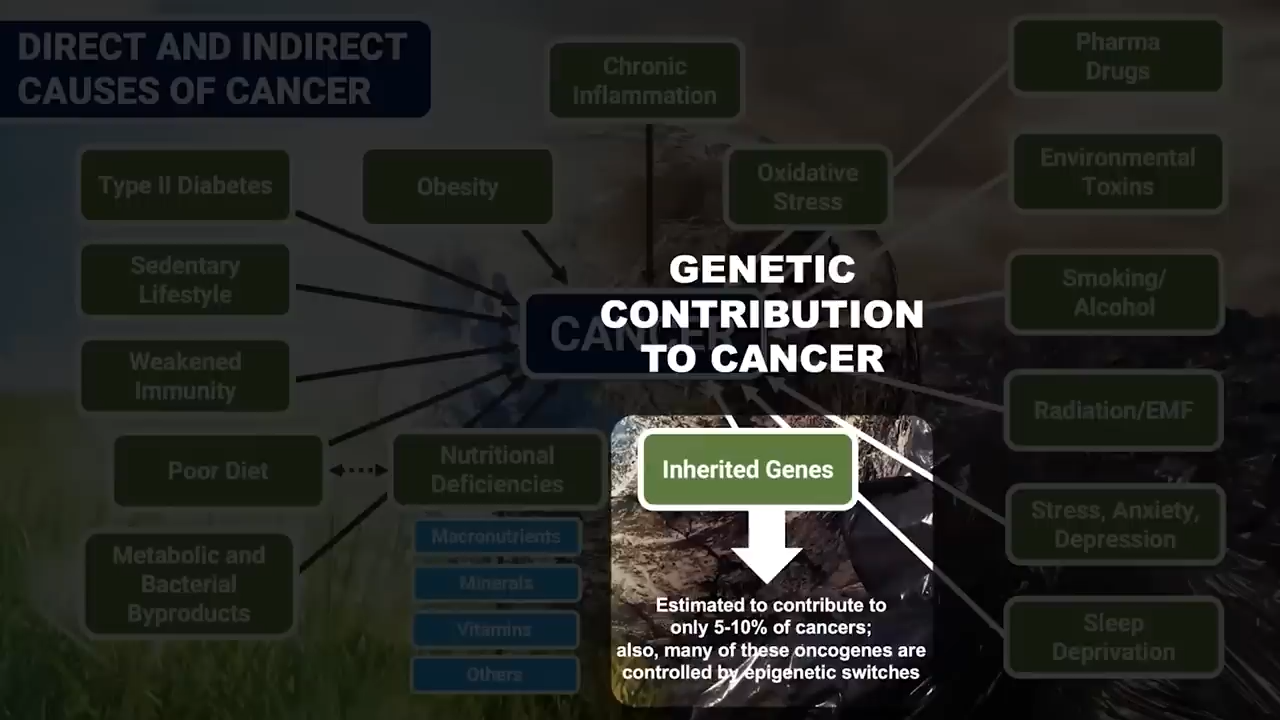 DIRECT AND INDIRECT
CAUSES OF CANCER
Chronic
Inflammation
Pharma
Drugs
Type II Diabetes
Obesity
Oxidative
Stress
Environmental
Toxins
Sedentary
Lifestyle
GENETIC
CONTRIBUTION
TO CANCER
CANCER
Smoking/
Alcohol
Weakened
Immunity
Radiation/EMF
Poor Diet
Nutritional
Deficiencies
Inherited Genes
Stress, Anxiety,
Depression
Macronutrients
Minerals
Vitamins
Others
Metabolic and
Bacterial
Byproducts
Estimated to contribute to
only 5-10% of cancers;
also, many of these oncogenes are
controlled by epigenetic switches
Sleep
Deprivation